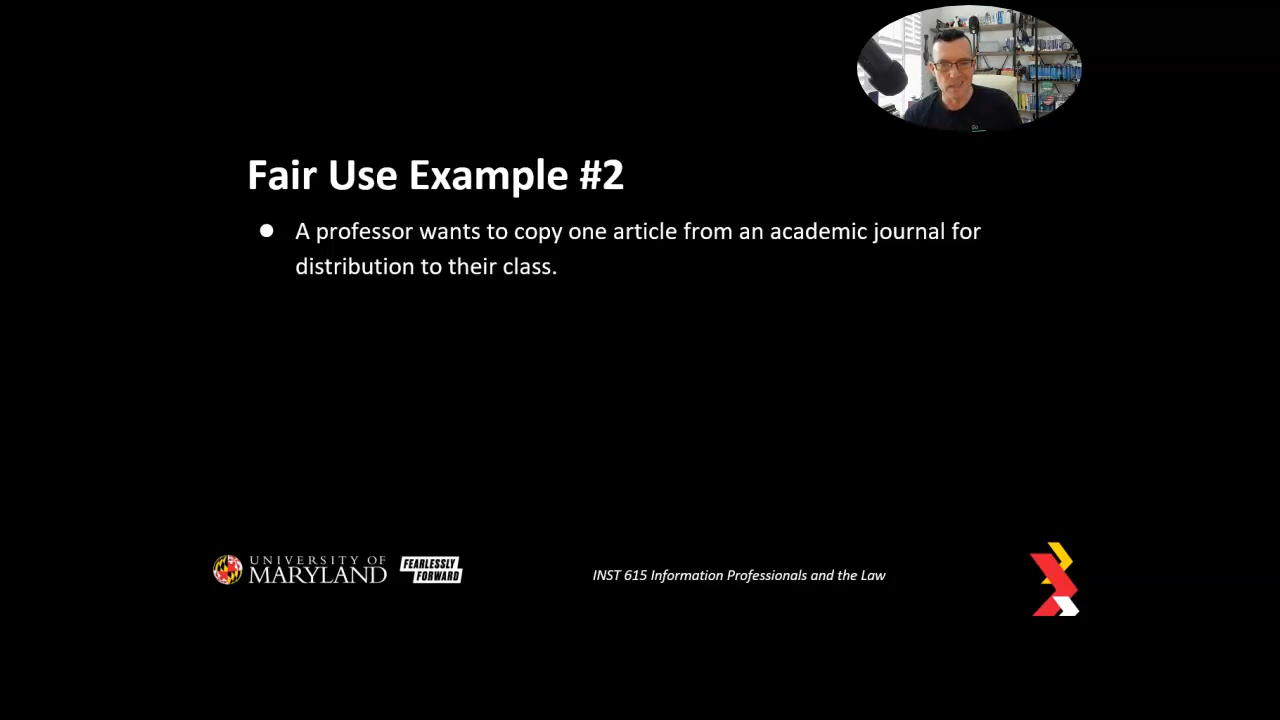 Fair Use Example #2
● A professor wants to copy one article from an academic journal for
distribution to their class.
UNIVERSITY OF
MARYLAND
FEARLESSLY
FORWARD
INST 615 Information Professionals and the Law